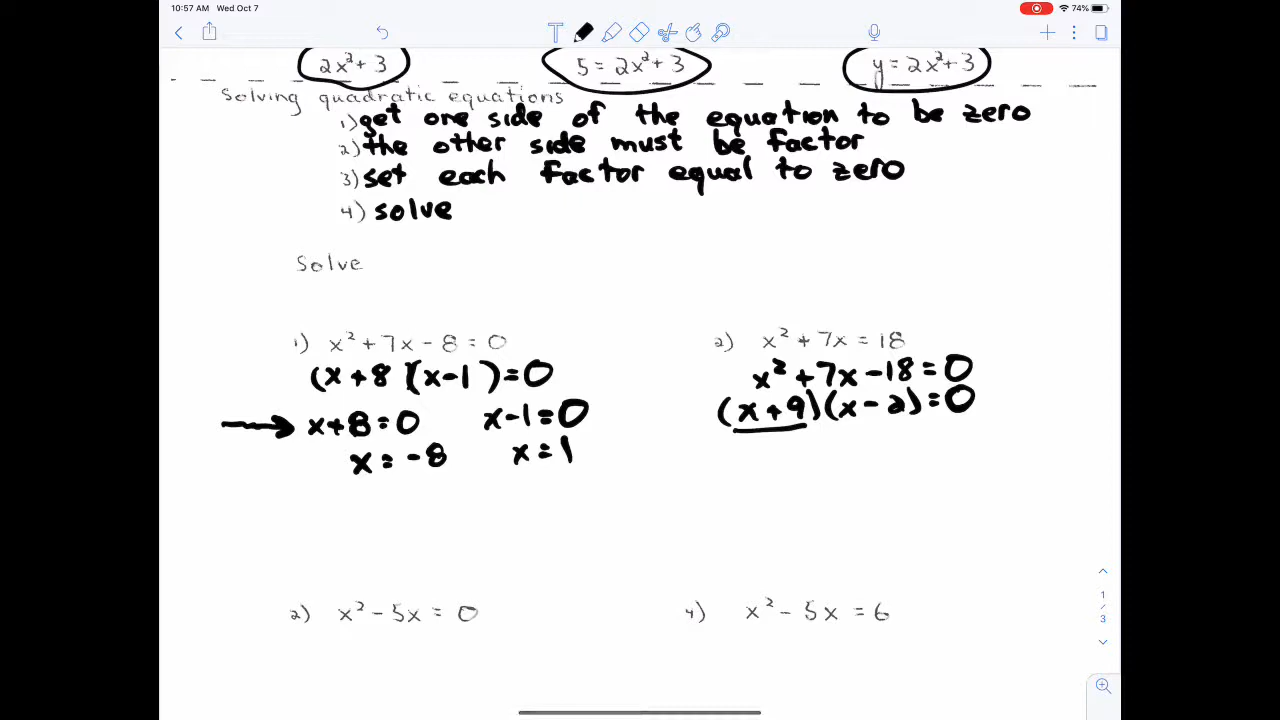 10:57 AM Wed Oct 7
74%
2x² + 3
5 = 2x² + 3
y = 2x² + 3
Solving quadratic equations
1) get one side of the equation to be zero
2) the other side must be factor
3) set each factor equal to zero
4) solve
Solve
1) x² + 7x - 8 = 0
(x + 8)(x - 1) = 0
x + 8 = 0 x - 1 = 0
x = -8 x = 1
2) x² + 7x = 18
x² + 7x - 18 = 0
(x + 9)(x - 2) = 0
2) x² - 5x = 0
4) x² - 5x = 6
1
/
3